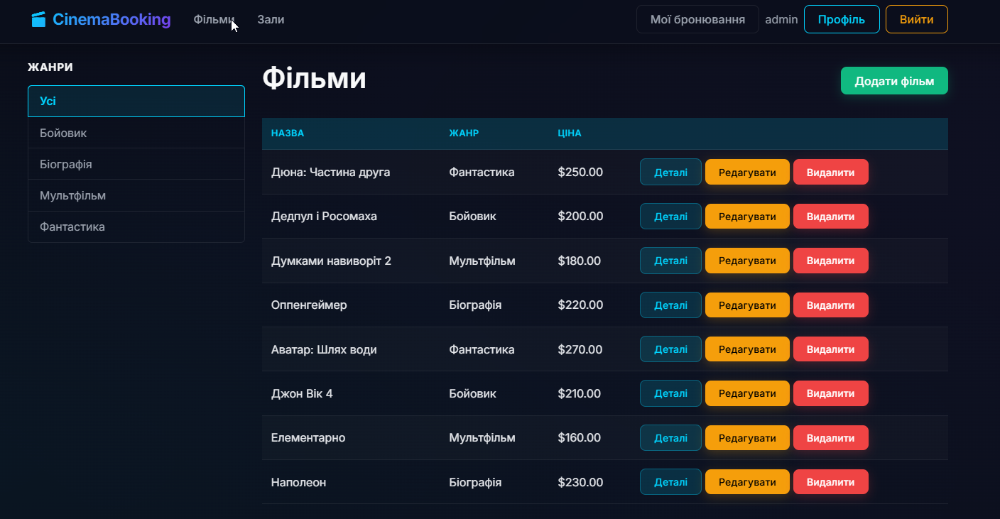 CinemaBooking Фільми Зали Мої бронювання admin Профіль Вийти
ЖАНРИ
Усі
Бойовик
Біографія
Мультфільм
Фантастика
Фільми
Додати фільм
НАЗВА ЖАНР ЦІНА
Дюна: Частина друга Фантастика $250.00 Деталі Редагувати Видалити
Дедпул і Росомаха Бойовик $200.00 Деталі Редагувати Видалити
Думками навиворіт 2 Мультфільм $180.00 Деталі Редагувати Видалити
Оппенгеймер Біографія $220.00 Деталі Редагувати Видалити
Аватар: Шлях води Фантастика $270.00 Деталі Редагувати Видалити
Джон Вік 4 Бойовик $210.00 Деталі Редагувати Видалити
Елементарно Мультфільм $160.00 Деталі Редагувати Видалити
Наполеон Біографія $230.00 Деталі Редагувати Видалити